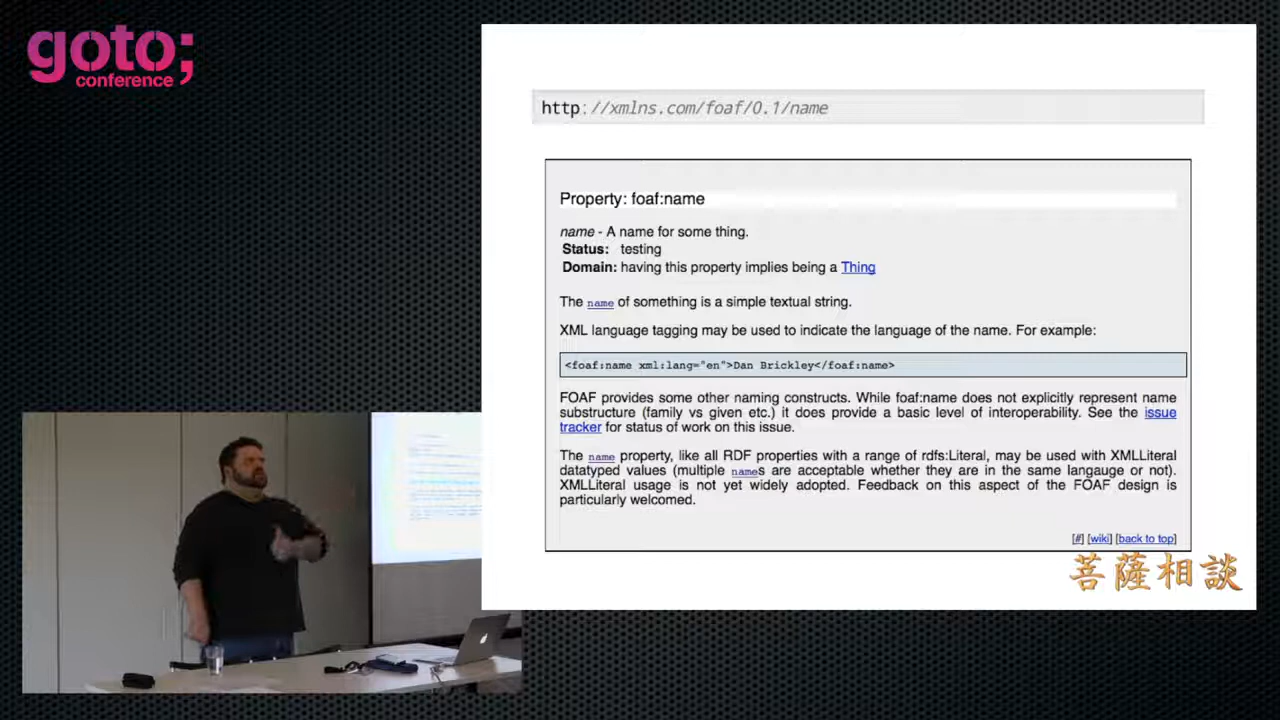 goto;
conference
http://xmlns.com/foaf/0.1/name
Property: foaf:name
name - A name for some thing.
Status: testing
Domain: having this property implies being a Thing
The name of something is a simple textual string.
XML language tagging may be used to indicate the language of the name. For example:
<foaf:name xml:lang="en">Dan Brickley</foaf:name>
FOAF provides some other naming constructs. While foaf:name does not explicitly represent name
substructure (family vs given etc.) it does provide a basic level of interoperability. See the issue
tracker for status of work on this issue.
The name property, like all RDF properties with a range of rdfs:Literal, may be used with XMLLiteral
datatyped values (multiple names are acceptable whether they are in the same langauge or not).
XMLLiteral usage is not yet widely adopted. Feedback on this aspect of the FOAF design is
particularly welcomed.
[#] [wiki] [back to top]
菩薩相談